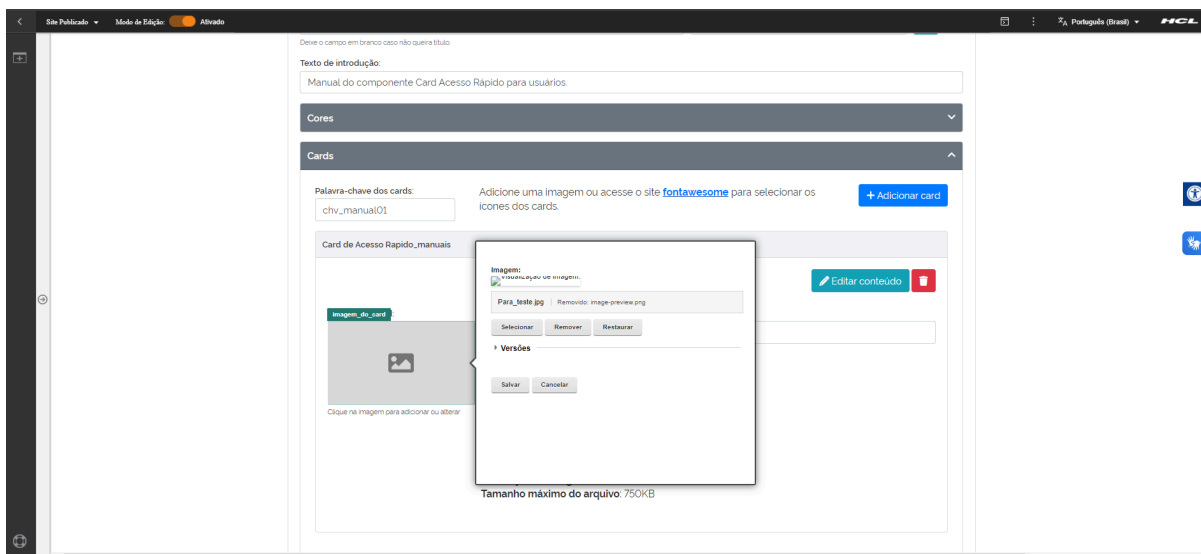 Site Publicado Modo de Edição: Ativado Português (Brasil) HCL
Deixe o campo em branco caso não queira título.
Texto de introdução:
Manual do componente Card Acesso Rápido para usuários.
Cores
Cards
Palavra-chave dos cards:
chv_manual01
Adicione uma imagem ou acesse o site fontawesome para selecionar os
ícones dos cards.
+ Adicionar card
Card de Acesso Rapido_manuais
Editar conteúdo
imagem_do_card :
Clique na imagem para adicionar ou alterar
Imagem:
Visualização de imagem.
Para_teste.jpg Removido: image-preview.png
Selecionar Remover Restaurar
Versões
Salvar Cancelar
Tamanho máximo do arquivo: 750KB